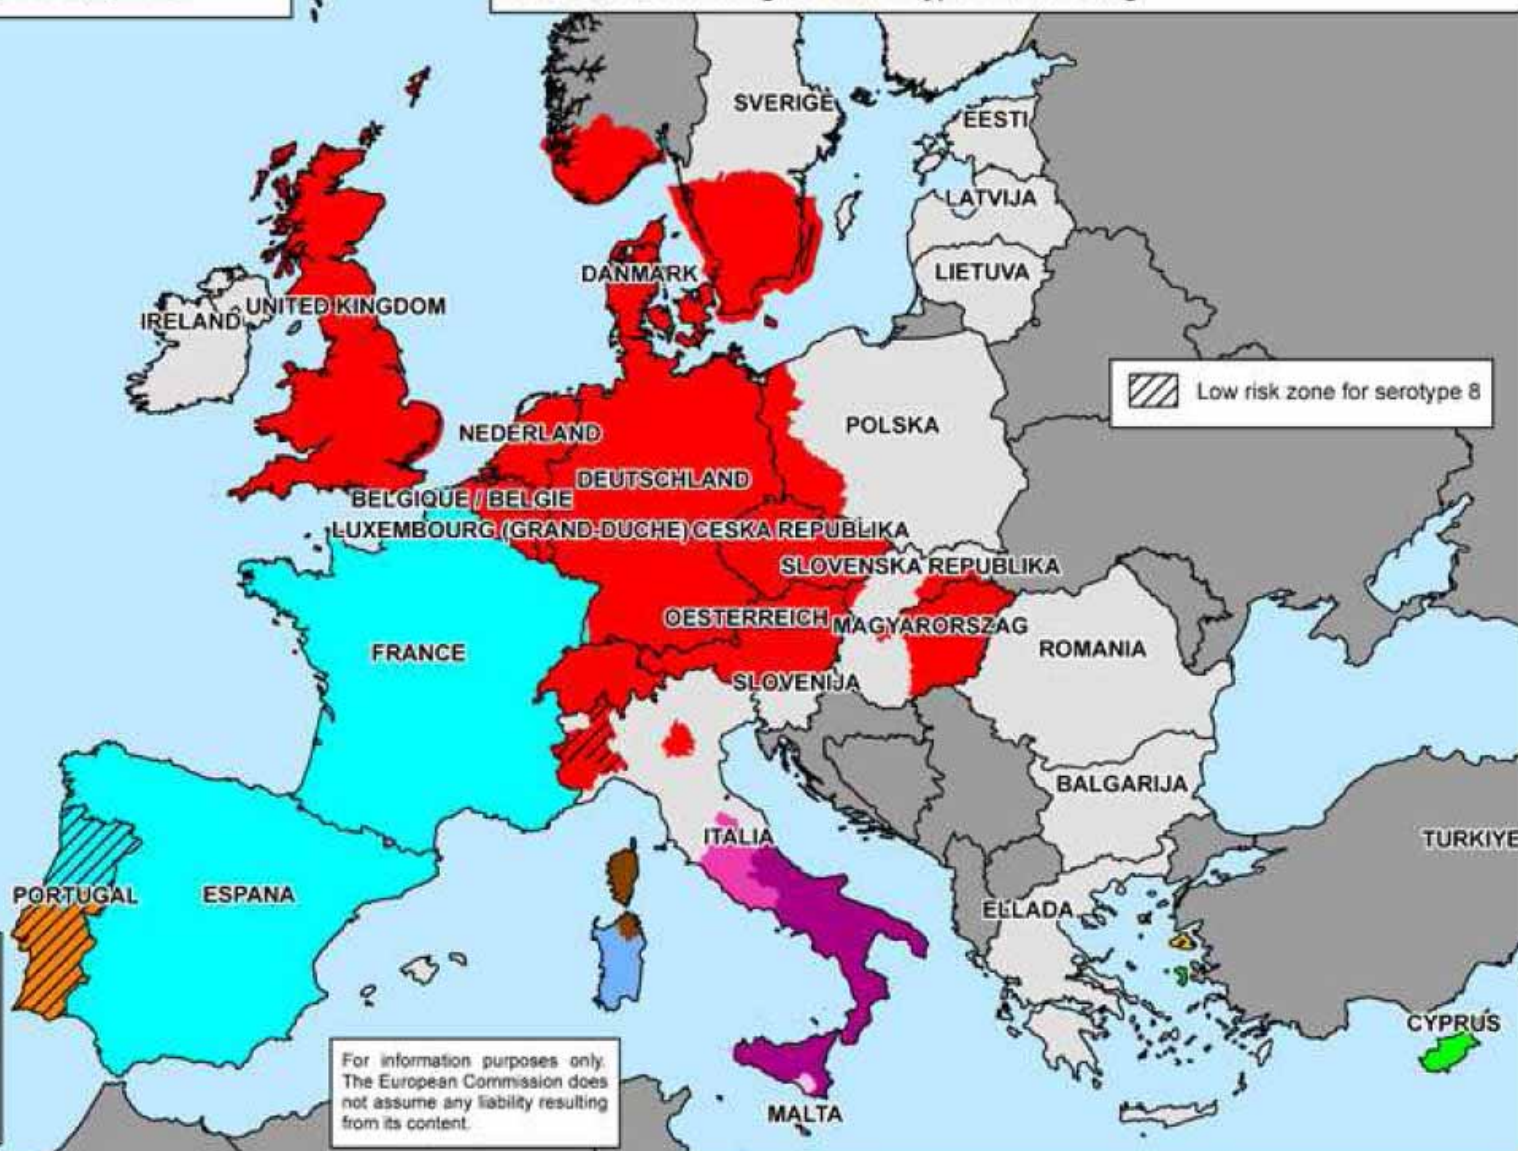 SVERIGE
EESTI
LATVIJA
LIETUVA
DANMARK
UNITED KINGDOM
IRELAND
Low risk zone for serotype 8
POLSKA
NEDERLAND
DEUTSCHLAND
BELGIQUE / BELGIE
LUXEMBOURG (GRAND-DUCHE)
CESKA REPUBLIKA
SLOVENSKA REPUBLIKA
OESTERREICH
MAGYARORSZAG
ROMANIA
FRANCE
SLOVENIJA
BALGARIJA
ITALIA
TURKIYE
PORTUGAL
ESPANA
ELLADA
CYPRUS
For information purposes only.
The European Commission does
not assume any liability resulting
from its content.
MALTA